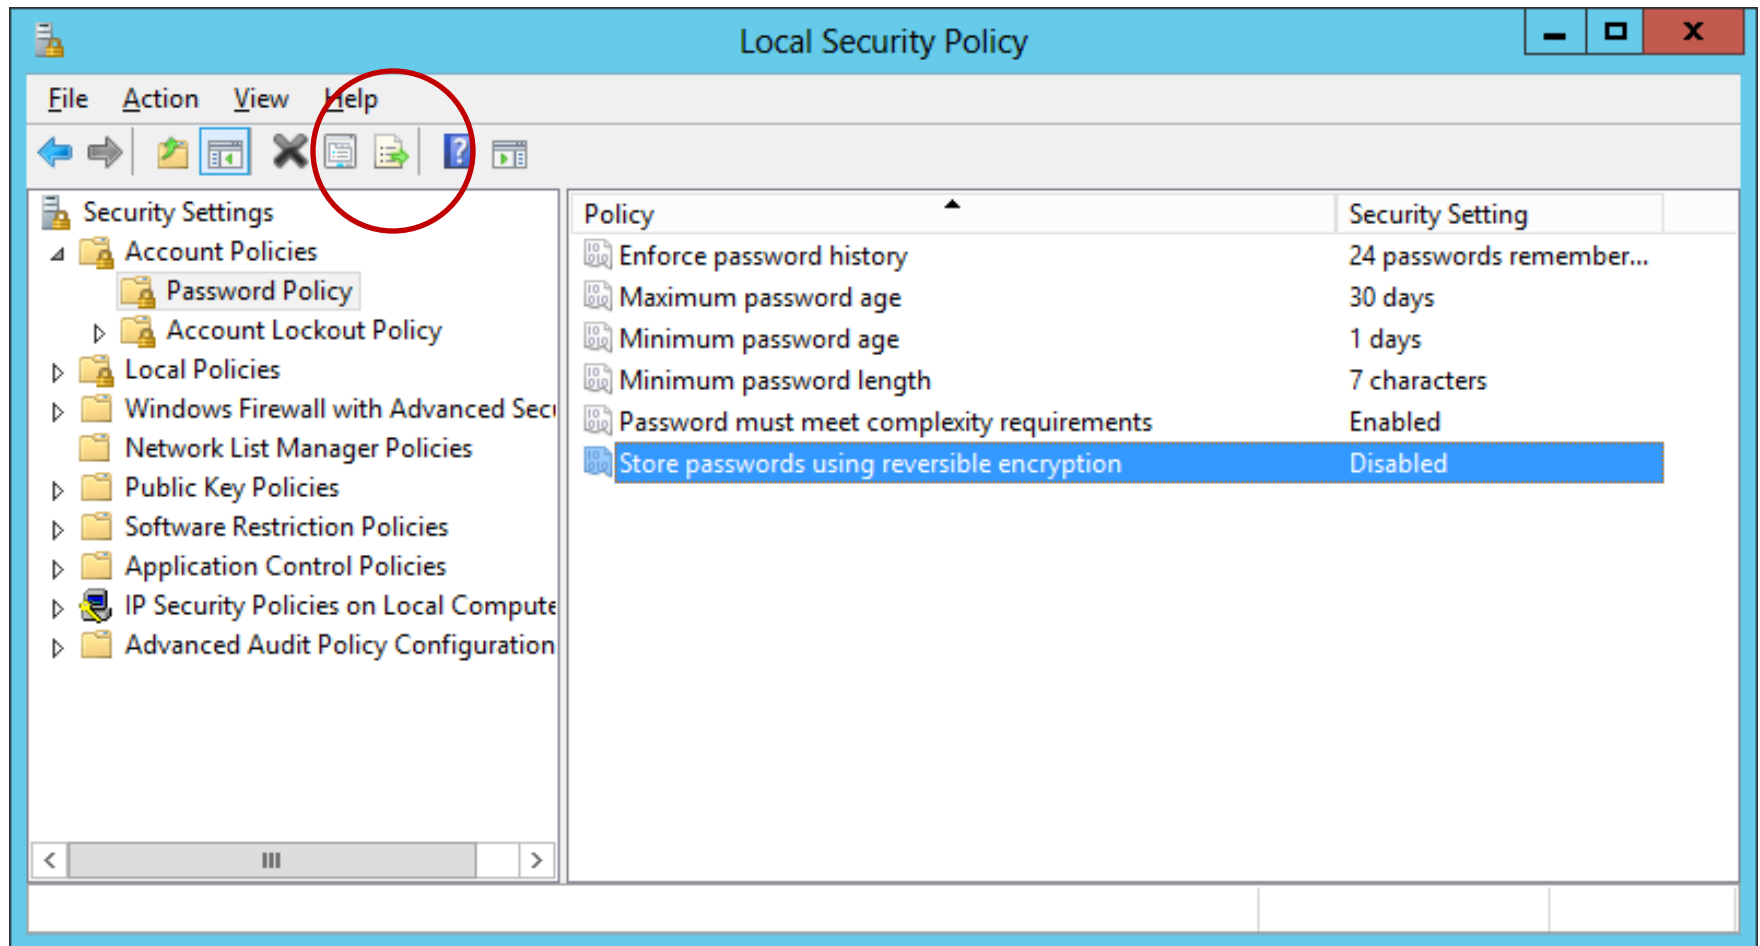 Local Security Policy
File Action View Help
Security Settings
Account Policies
Password Policy
Account Lockout Policy
Local Policies
Windows Firewall with Advanced Secu
Network List Manager Policies
Public Key Policies
Software Restriction Policies
Application Control Policies
IP Security Policies on Local Compute
Advanced Audit Policy Configuration
Policy Security Setting
Enforce password history 24 passwords remember...
Maximum password age 30 days
Minimum password age 1 days
Minimum password length 7 characters
Password must meet complexity requirements Enabled
Store passwords using reversible encryption Disabled